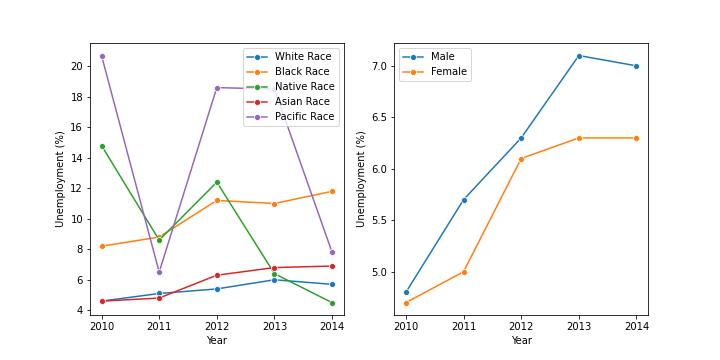 White Race
Black Race
Native Race
Asian Race
Pacific Race
20
18
16
14
12
10
8
6
4
Unemployment (%)
2010 2011 2012 2013 2014
Year
Male
Female
7.0
6.5
6.0
5.5
5.0
Unemployment (%)
2010 2011 2012 2013 2014
Year